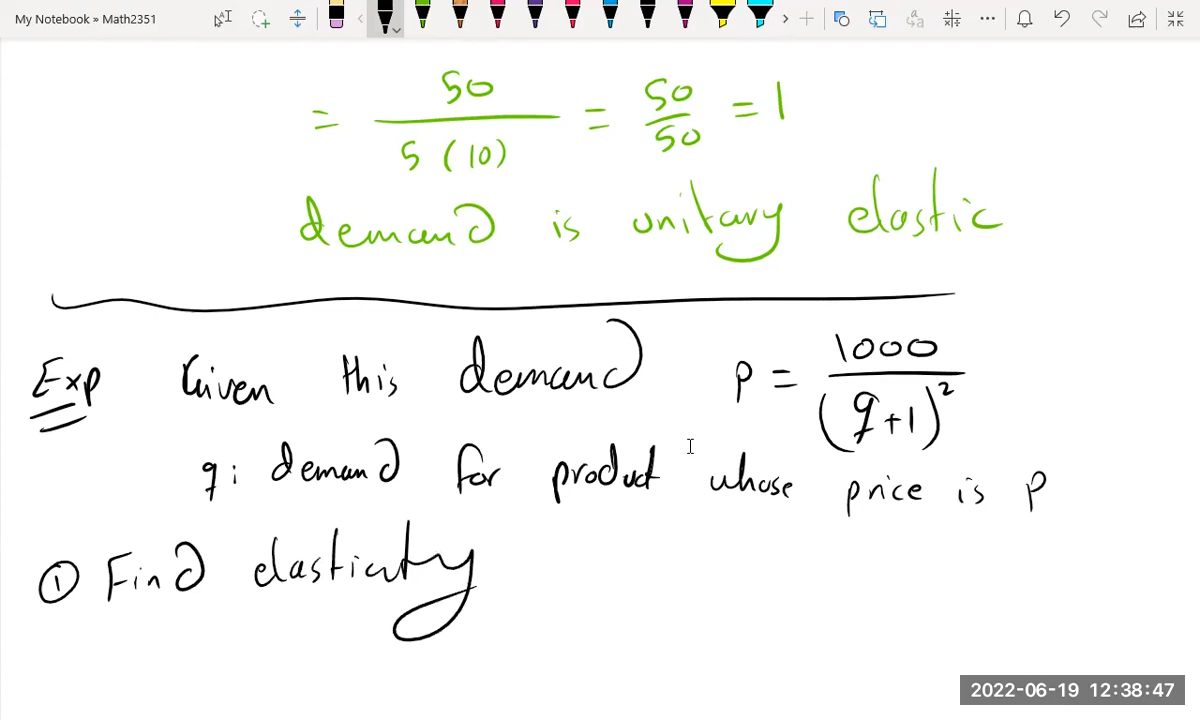 My Notebook » Math2351
= 50 / 5 (10) = 50 / 50 = 1
demand is unitary elastic
Exp Given this demand p = 1000 / (q+1)²
q: demand for product whose price is p
① Find elasticity
2022-06-19 12:38:47